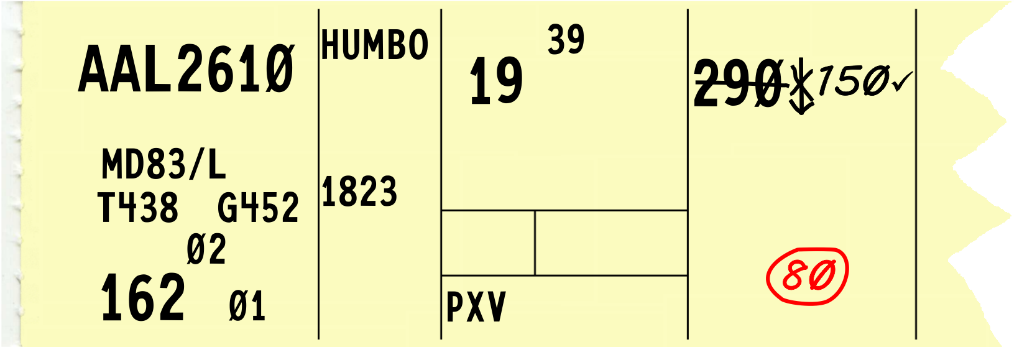 AAL261Ø
MD83/L
T438 G452
Ø2
162 Ø1
HUMBO
1823
19 39
PXV
29Ø 15Ø✓
8Ø